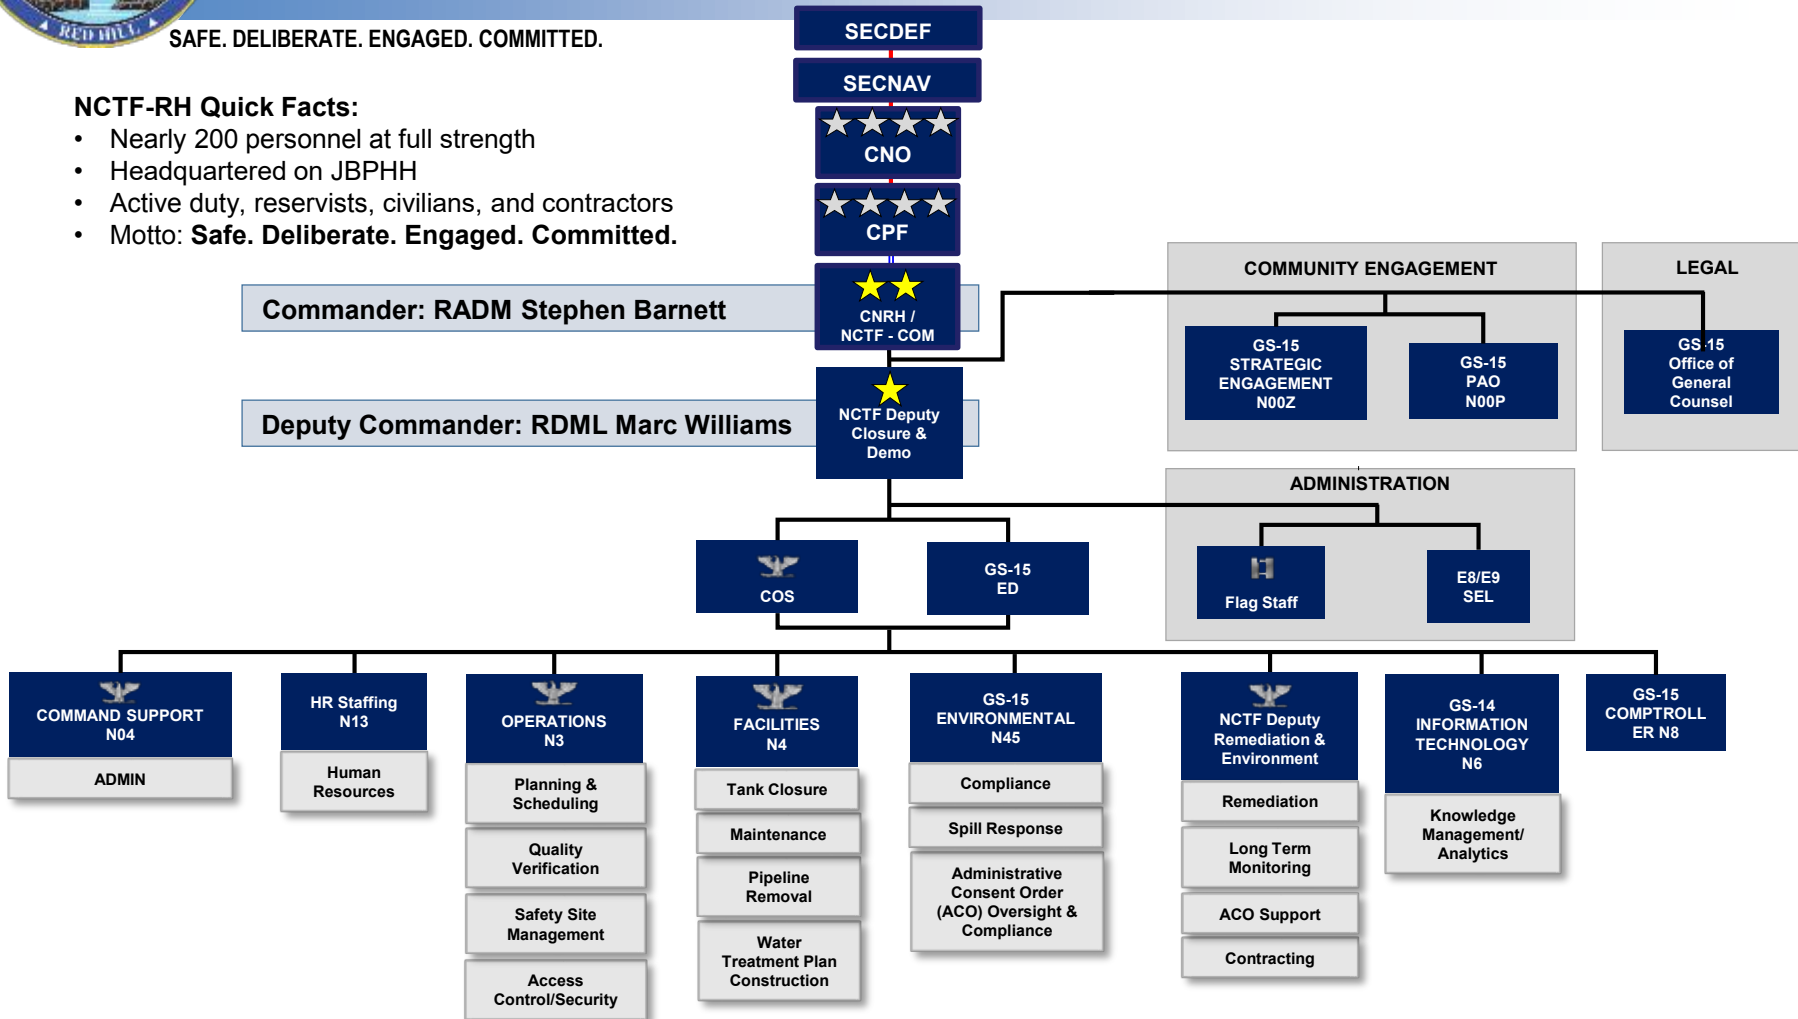 RED HILL
SAFE. DELIBERATE. ENGAGED. COMMITTED.
NCTF-RH Quick Facts:
• Nearly 200 personnel at full strength
• Headquartered on JBPHH
• Active duty, reservists, civilians, and contractors
• Motto: Safe. Deliberate. Engaged. Committed.
SECDEF
SECNAV
CNO
CPF
Commander: RADM Stephen Barnett
CNRH /
NCTF - COM
Deputy Commander: RDML Marc Williams
NCTF Deputy
Closure &
Demo
COMMUNITY ENGAGEMENT
GS-15
STRATEGIC
ENGAGEMENT
N00Z
GS-15
PAO
N00P
LEGAL
GS-15
Office of
General
Counsel
ADMINISTRATION
Flag Staff
E8/E9
SEL
COS
GS-15
ED
COMMAND SUPPORT
N04
ADMIN
HR Staffing
N13
Human
Resources
OPERATIONS
N3
Planning &
Scheduling
Quality
Verification
Safety Site
Management
Access
Control/Security
FACILITIES
N4
Tank Closure
Maintenance
Pipeline
Removal
Water
Treatment Plan
Construction
GS-15
ENVIRONMENTAL
N45
Compliance
Spill Response
Administrative
Consent Order
(ACO) Oversight &
Compliance
NCTF Deputy
Remediation &
Environment
Remediation
Long Term
Monitoring
ACO Support
Contracting
GS-14
INFORMATION
TECHNOLOGY
N6
Knowledge
Management/
Analytics
GS-15
COMPTROLL
ER N8